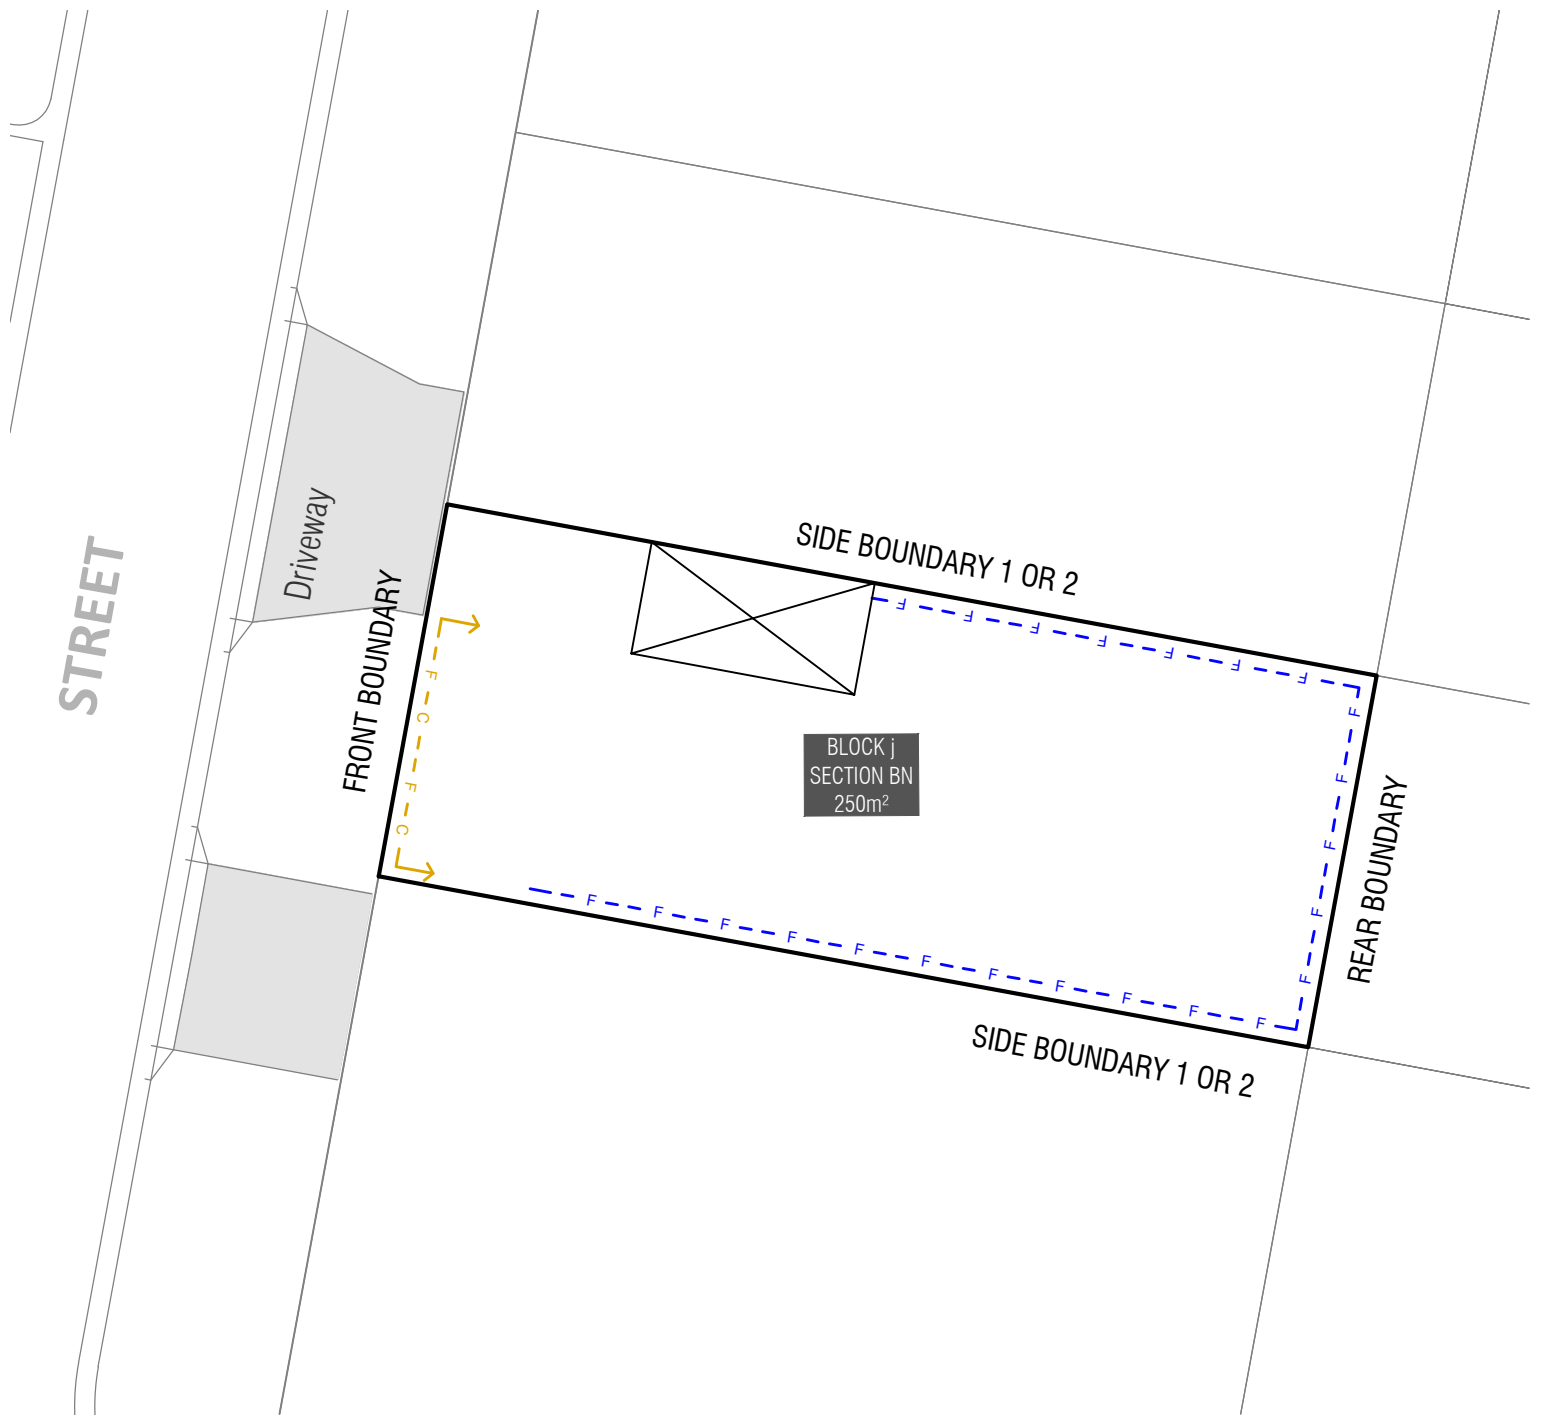 STREET
Driveway
FRONT BOUNDARY
SIDE BOUNDARY 1 OR 2
F F F F F F F
F C F C
BLOCK j
SECTION BN
250m²
F F F F F
REAR BOUNDARY
F F F F F F F F F F F
SIDE BOUNDARY 1 OR 2